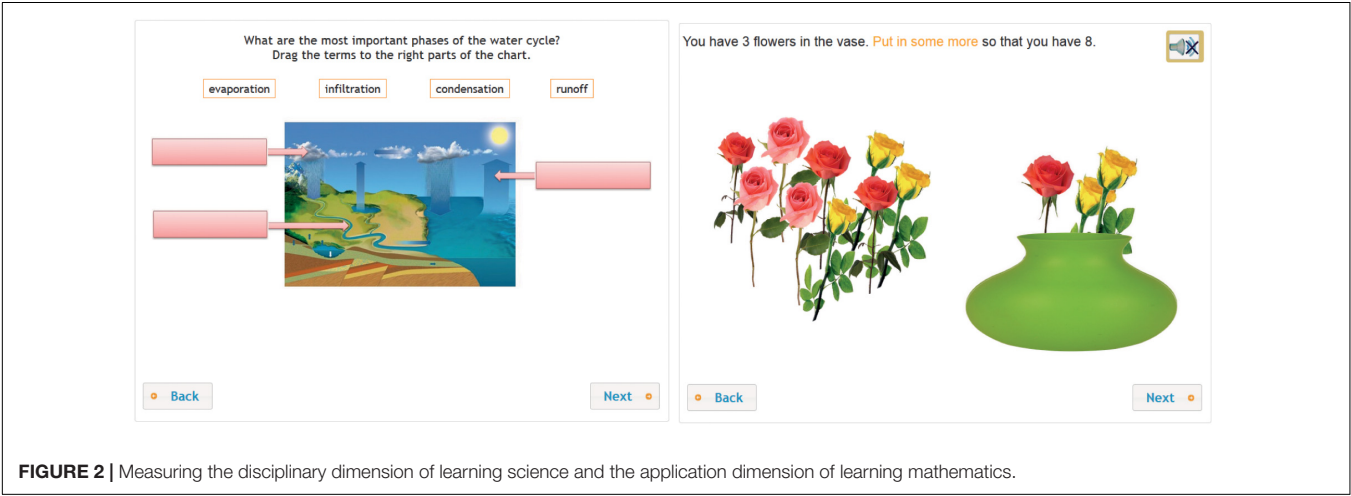 What are the most important phases of the water cycle?
Drag the terms to the right parts of the chart.
evaporation infiltration condensation runoff
Back Next
You have 3 flowers in the vase. Put in some more so that you have 8.
Back Next
FIGURE 2 | Measuring the disciplinary dimension of learning science and the application dimension of learning mathematics.